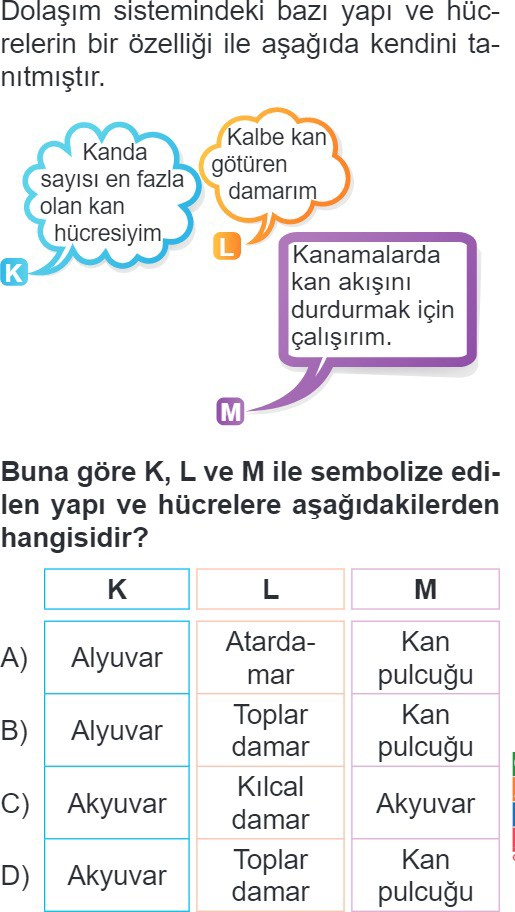 Dolaşım sistemindeki bazı yapı ve hüc-
relerin bir özelliği ile aşağıda kendini ta-
nıtmıştır.
Kanda
sayısı en fazla
olan kan
hücresiyim
K
Kalbe kan
götüren
damarım
L
Kanamalarda
kan akışını
durdurmak için
çalışırım.
M
Buna göre K, L ve M ile sembolize edi-
len yapı ve hücrelere aşağıdakilerden
hangisidir?
K L M
A) Alyuvar Atarda-
mar Kan
pulcuğu
B) Alyuvar Toplar
damar Kan
pulcuğu
C) Akyuvar Kılcal
damar Akyuvar
D) Akyuvar Toplar
damar Kan
pulcuğu